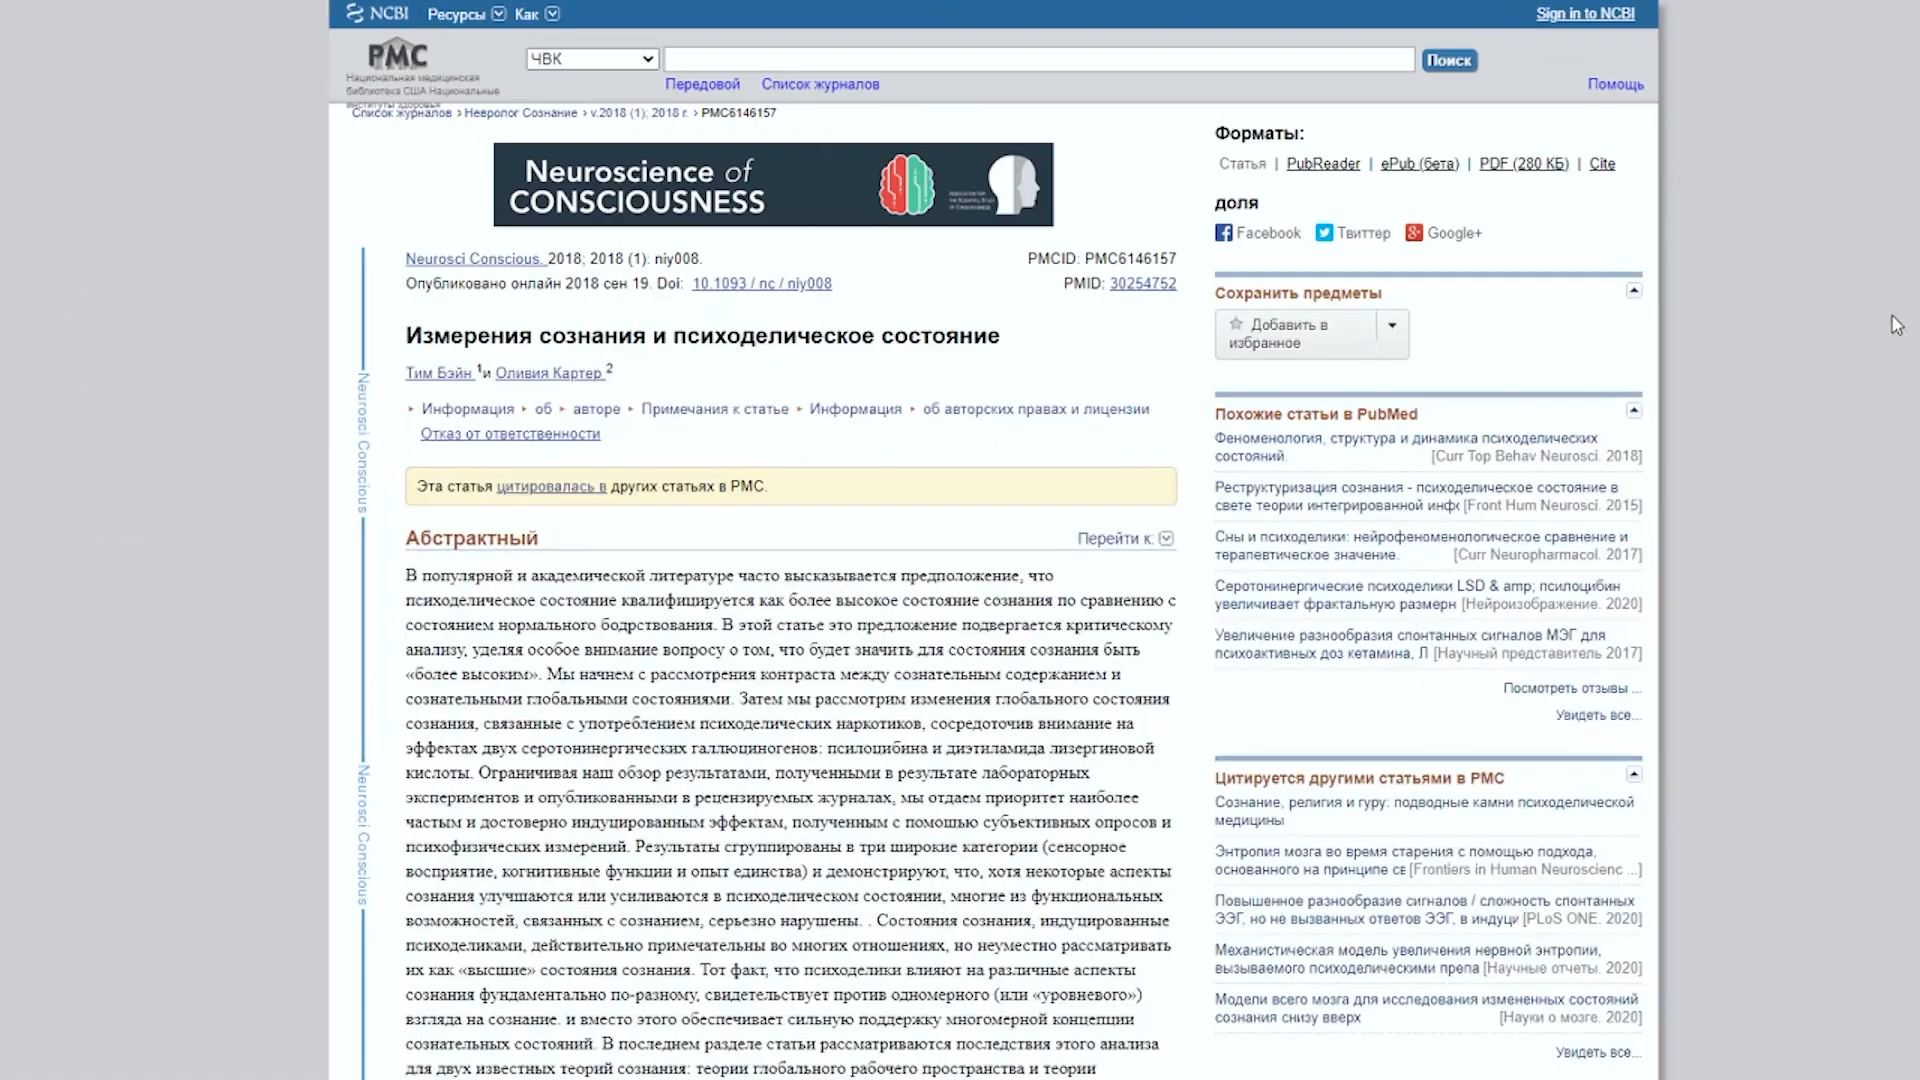 NCBI Ресурсы Как Sign in to NCBI
PMC
Национальная медицинская
библиотека США Национальные
институты здоровья
ЧВК
Поиск
Передовой Список журналов Помощь
Список журналов > Невролог Сознание > v.2018 (1); 2018 г. > PMC6146157
Neuroscience of
CONSCIOUSNESS
Neurosci Conscious. 2018; 2018 (1): niy008. PMCID: PMC6146157
Опубликовано онлайн 2018 сен 19. Doi: 10.1093 / nc / niy008 PMID: 30254752
Измерения сознания и психоделическое состояние
Тим Бэйн 1и Оливия Картер 2
Информация об авторе Примечания к статье Информация об авторских правах и лицензии
Отказ от ответственности
Эта статья цитировалась в других статьях в PMC.
Абстрактный Перейти к:
В популярной и академической литературе часто высказывается предположение, что
психоделическое состояние квалифицируется как более высокое состояние сознания по сравнению с
состоянием нормального бодрствования. В этой статье это предложение подвергается критическому
анализу, уделяя особое внимание вопросу о том, что будет значить для состояния сознания быть
«более высоким». Мы начнем с рассмотрения контраста между сознательным содержанием и
сознательными глобальными состояниями. Затем мы рассмотрим изменения глобального состояния
сознания, связанные с употреблением психоделических наркотиков, сосредоточив внимание на
эффектах двух серотонинергических галлюциногенов: псилоцибина и диэтиламида лизергиновой
кислоты. Ограничивая наш обзор результатами, полученными в результате лабораторных
экспериментов и опубликованными в рецензируемых журналах, мы отдаем приоритет наиболее
частым и достоверно индуцированным эффектам, полученным с помощью субъективных опросов и
психофизических измерений. Результаты сгруппированы в три широкие категории (сенсорное
восприятие, когнитивные функции и опыт единства) и демонстрируют, что, хотя некоторые аспекты
сознания улучшаются или усиливаются в психоделическом состоянии, многие из функциональных
возможностей, связанных с сознанием, серьезно нарушены. . Состояния сознания, индуцированные
психоделиками, действительно примечательны во многих отношениях, но неуместно рассматривать
их как «высшие» состояния сознания. Тот факт, что психоделики влияют на различные аспекты
сознания фундаментально по-разному, свидетельствует против одномерного (или «уровневого»)
взгляда на сознание. и вместо этого обеспечивает сильную поддержку многомерной концепции
сознательных состояний. В последнем разделе статьи рассматриваются последствия этого анализа
для двух известных теорий сознания: теории глобального рабочего пространства и теории
Neurosci Conscious
Neurosci Conscious
Форматы:
Статья | PubReader | ePub (бета) | PDF (280 КБ) | Cite
доля
Facebook Твиттер Google+
Сохранить предметы
Добавить в
избранное
Похожие статьи в PubMed
Феноменология, структура и динамика психоделических
состояний. [Curr Top Behav Neurosci. 2018]
Реструктуризация сознания - психоделическое состояние в
свете теории интегрированной инфо [Front Hum Neurosci. 2015]
Сны и психоделики: нейрофеноменологическое сравнение и
терапевтическое значение. [Curr Neuropharmacol. 2017]
Серотонинергические психоделики LSD & amp; псилоцибин
увеличивает фрактальную размерн [Нейроизображение. 2020]
Увеличение разнообразия спонтанных сигналов МЭГ для
психоактивных доз кетамина, Л [Научный представитель 2017]
Посмотреть отзывы ...
Увидеть все...
Цитируется другими статьями в PMC
Сознание, религия и гуру: подводные камни психоделической
медицины
Энтропия мозга во время старения с помощью подхода,
основанного на принципе св [Frontiers in Human Neuroscienc ...]
Повышенное разнообразие сигналов / сложность спонтанных
ЭЭГ, но не вызванных ответов ЭЭГ, в индуци [PLoS ONE. 2020]
Механистическая модель увеличения нервной энтропии,
вызываемого психоделическими препа [Научные отчеты. 2020]
Модели всего мозга для исследования измененных состояний
сознания снизу вверх [Науки о мозге. 2020]
Увидеть все...